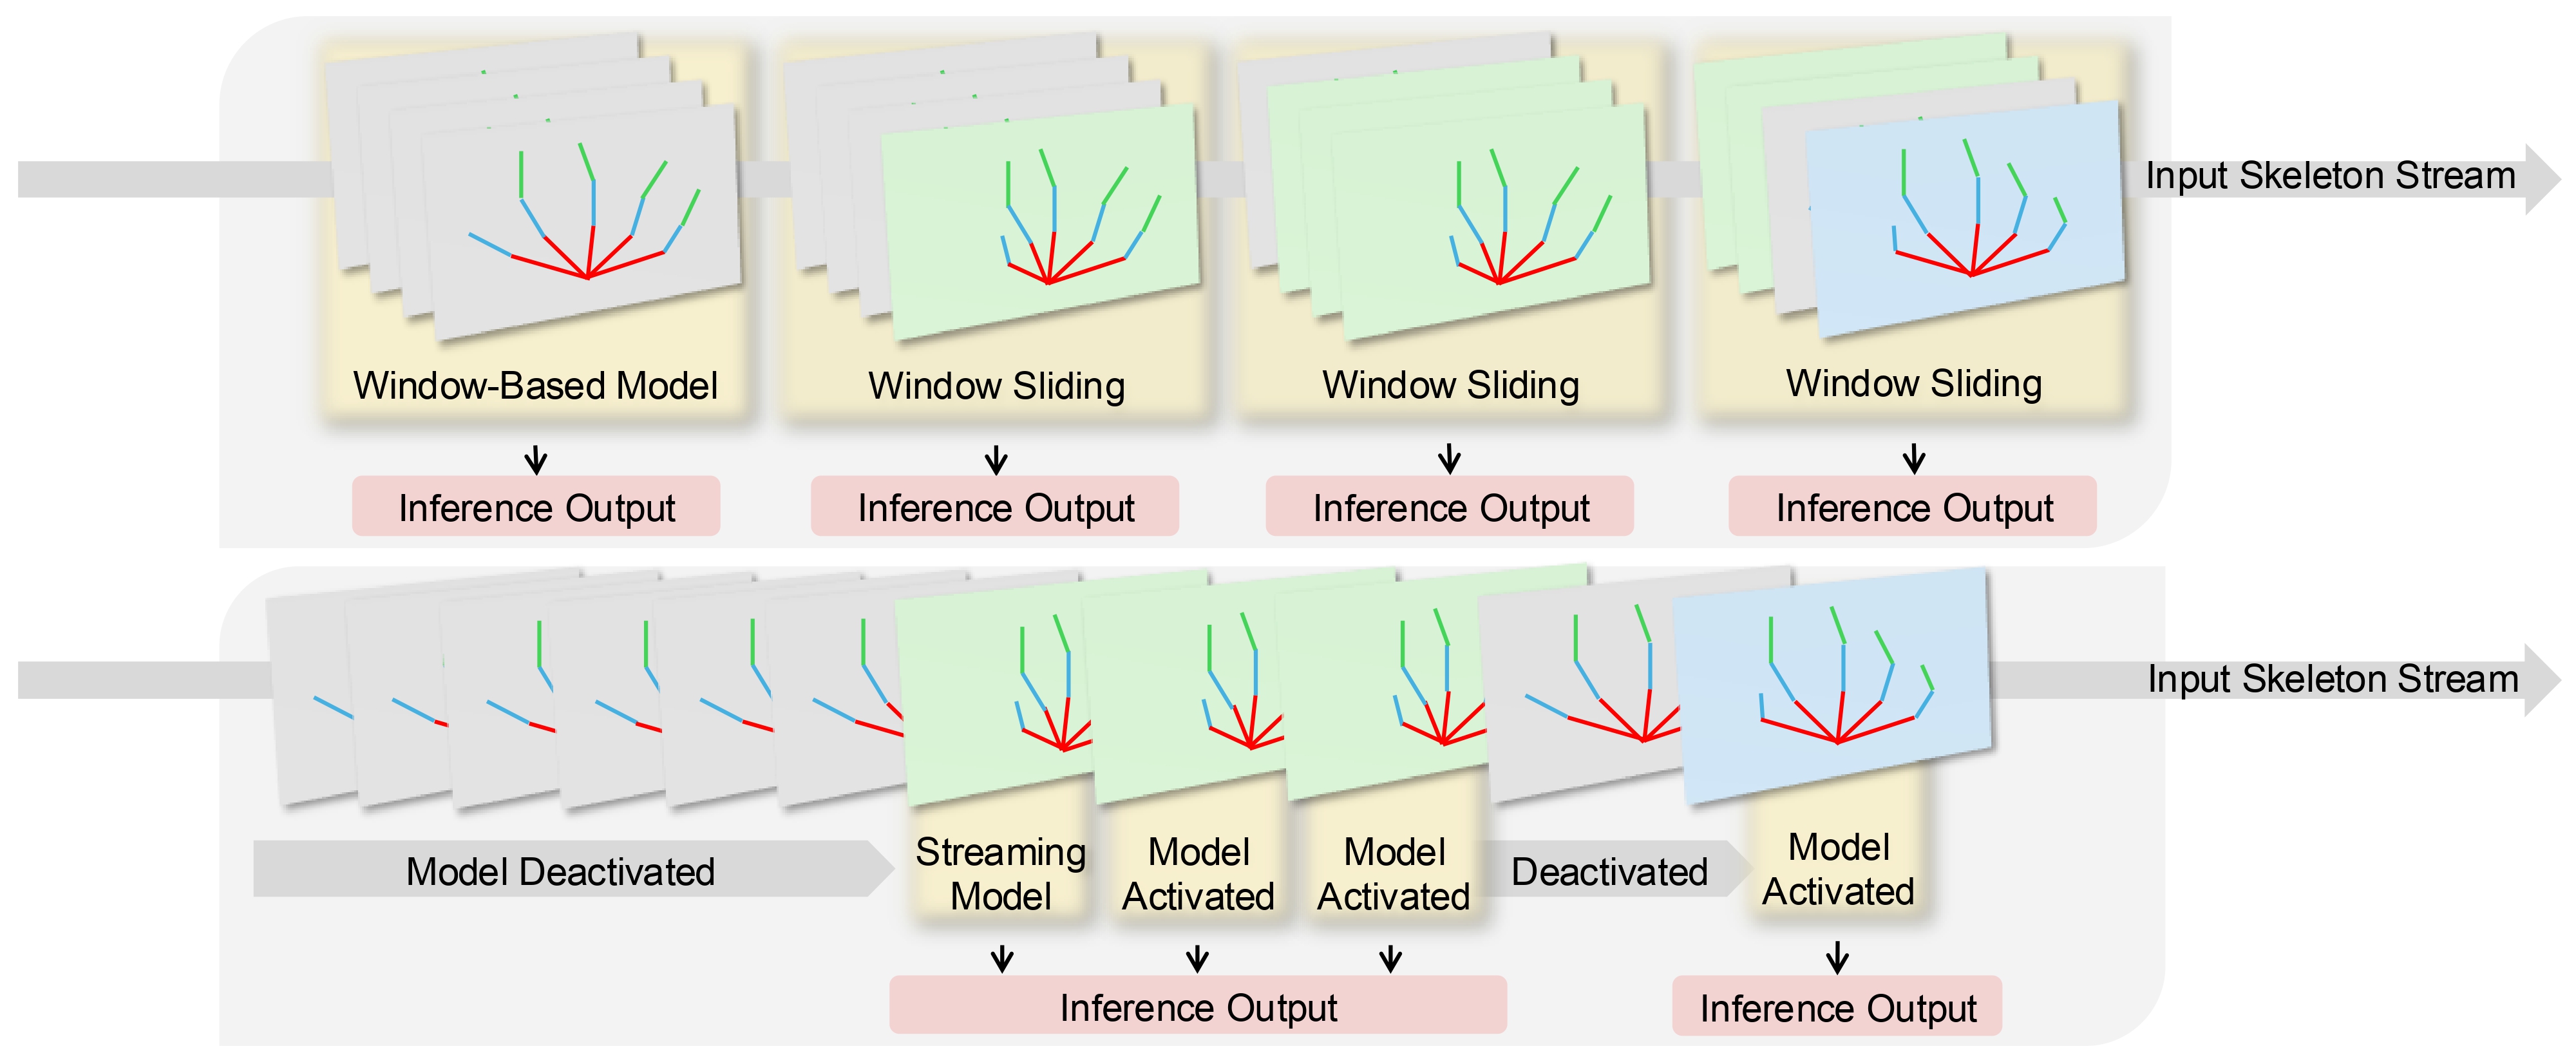 Input Skeleton Stream
Window-Based Model
Window Sliding
Window Sliding
Window Sliding
Inference Output
Inference Output
Inference Output
Inference Output
Input Skeleton Stream
Model Deactivated
Streaming
Model
Model
Activated
Model
Activated
Deactivated
Model
Activated
Inference Output
Inference Output